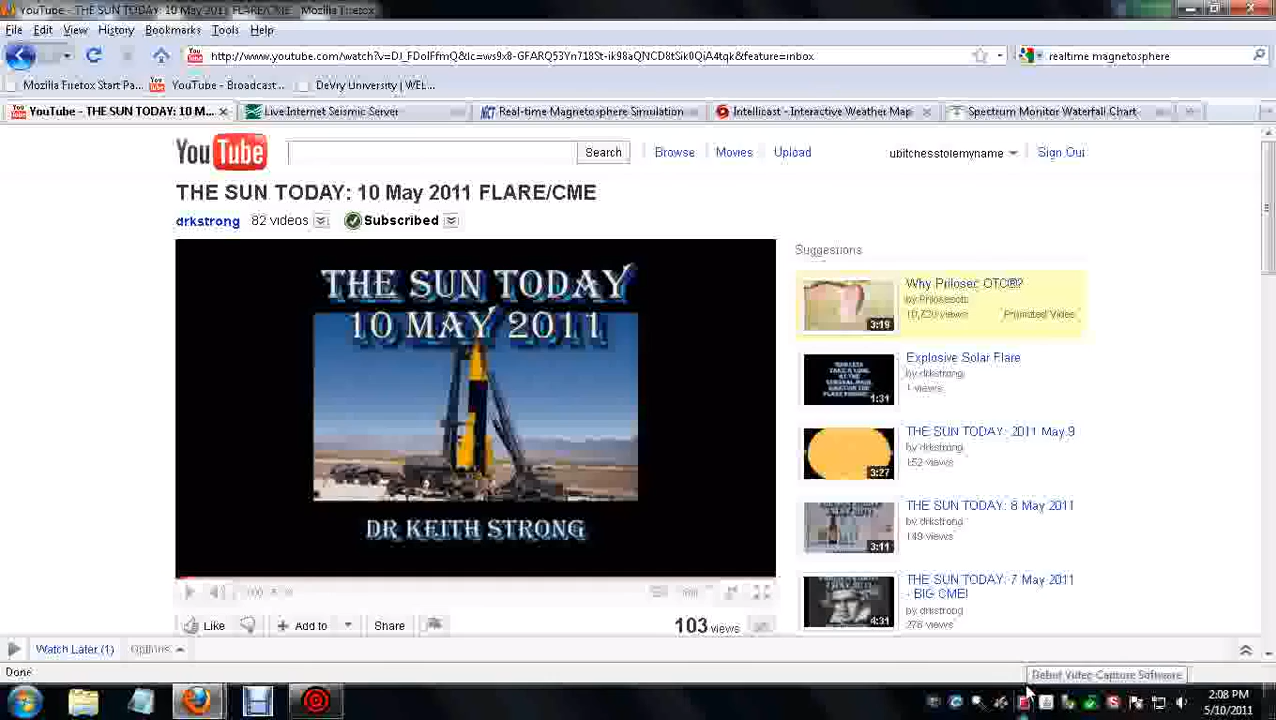 YouTube - THE SUN TODAY: 10 May 2011 FLARE/CME - Mozilla Firefox
File Edit View History Bookmarks Tools Help
realtime magnetosphere
Mozilla Firefox Start Pa... YouTube - Broadcast... DeVry University | WEL...
YouTube - THE SUN TODAY: 10 M... Live Internet Seismic Server Real-time Magnetosphere Simulation Intellicast - Interactive Weather Map Spectrum Monitor Waterfall Chart
YouTube Search Browse Movies Upload ubitchesstolemyname Sign Out
THE SUN TODAY: 10 May 2011 FLARE/CME
drkstrong 82 videos Subscribed
THE SUN TODAY
10 MAY 2011
DR KEITH STRONG
Suggestions
Why Prilosec OTC®?
by
views Promoted Video
3:19
Explosive Solar Flare
by drkstrong
1 views
1:31
THE SUN TODAY: 2011 May 9
by drkstrong
152 views
3:27
THE SUN TODAY: 8 May 2011
by drkstrong
149 views
3:11
THE SUN TODAY: 7 May 2011
- BIG CME!
by drkstrong
278 views
4:31
Like Add to Share 103 views
Watch Later (1) Options
Done
Debut Video Capture Software
2:08 PM
5/10/2011